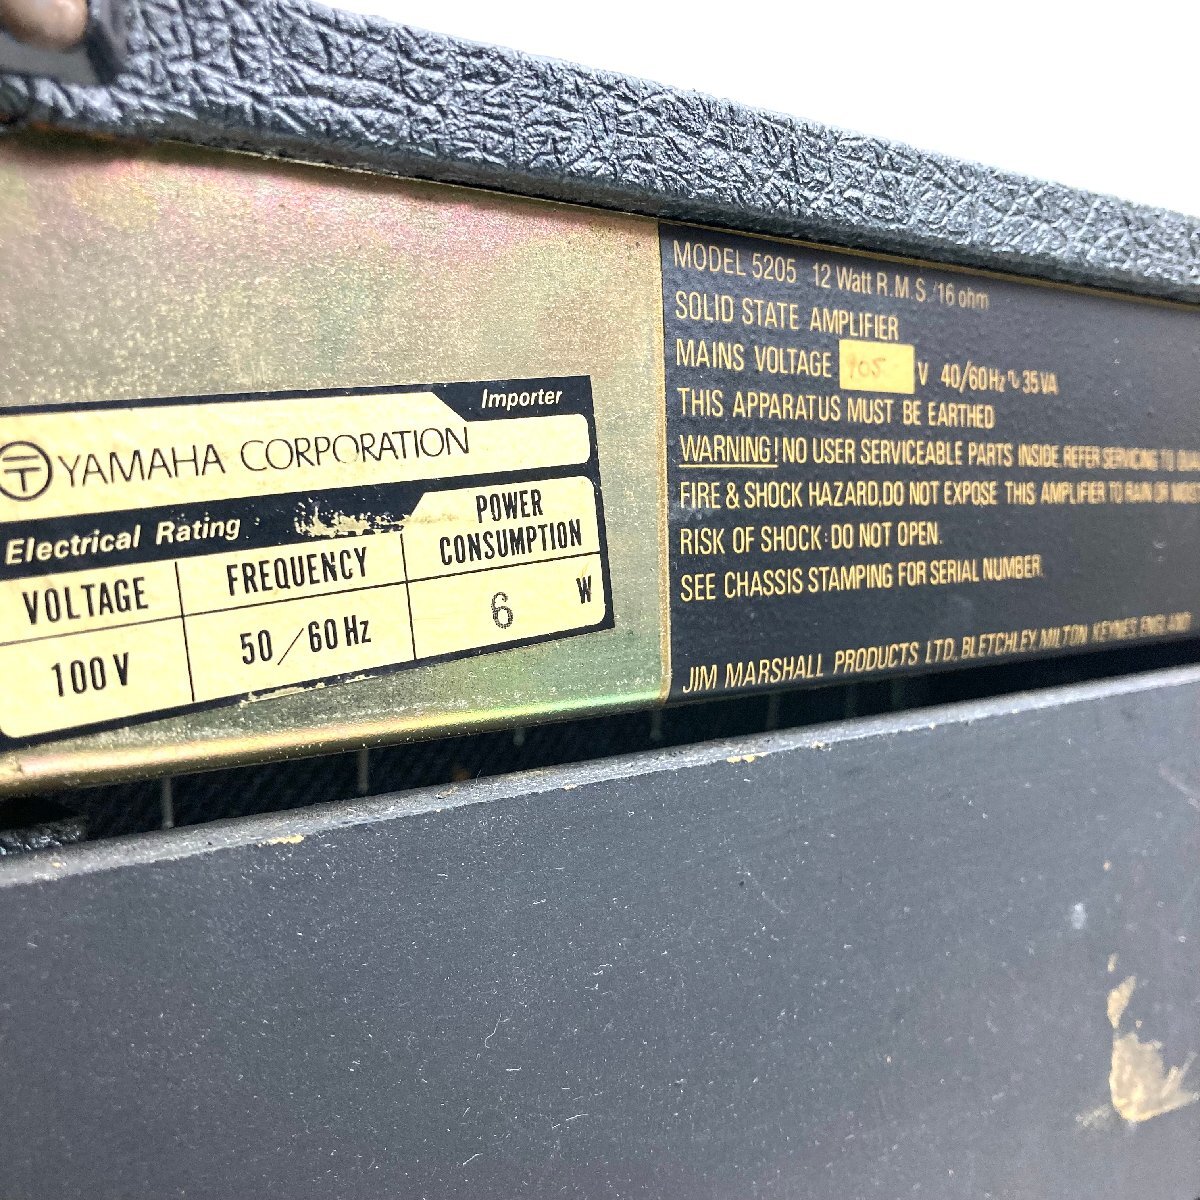 Importer
YAMAHA CORPORATION
Electrical Rating
VOLTAGE FREQUENCY POWER CONSUMPTION
100 V 50/60 Hz 6 W
MODEL 5205 12 Watt R.M.S./16 ohm
SOLID STATE AMPLIFIER
MAINS VOLTAGE 105 V 40/60Hz ∿ 35VA
THIS APPARATUS MUST BE EARTHED
WARNING! NO USER SERVICEABLE PARTS INSIDE. REFER SERVICING TO
FIRE & SHOCK HAZARD, DO NOT EXPOSE THIS AMPLIFIER TO RAIN OR
RISK OF SHOCK: DO NOT OPEN.
SEE CHASSIS STAMPING FOR SERIAL NUMBER.
JIM MARSHALL PRODUCTS LTD, BLETCHLEY, MILTON KEYNES ENGLAND